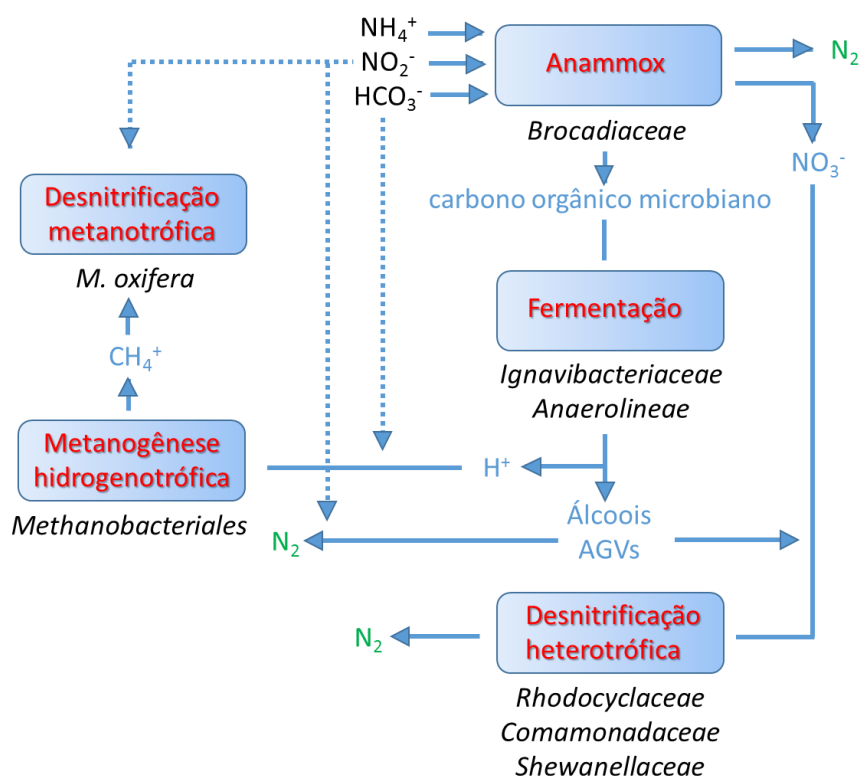 NH₄⁺
NO₂⁻
HCO₃⁻
Anammox
N₂
Brocadiaceae
NO₃⁻
carbono orgânico microbiano
Desnitrificação
metanotrófica
M. oxifera
Fermentação
CH₄⁺
Ignavibacteriaceae
Anaerolineae
Metanogênese
hidrogenotrófica
H⁺
Methanobacteriales
Álcoois
AGVs
N₂
Desnitrificação
heterotrófica
N₂
Rhodocyclaceae
Comamonadaceae
Shewanellaceae